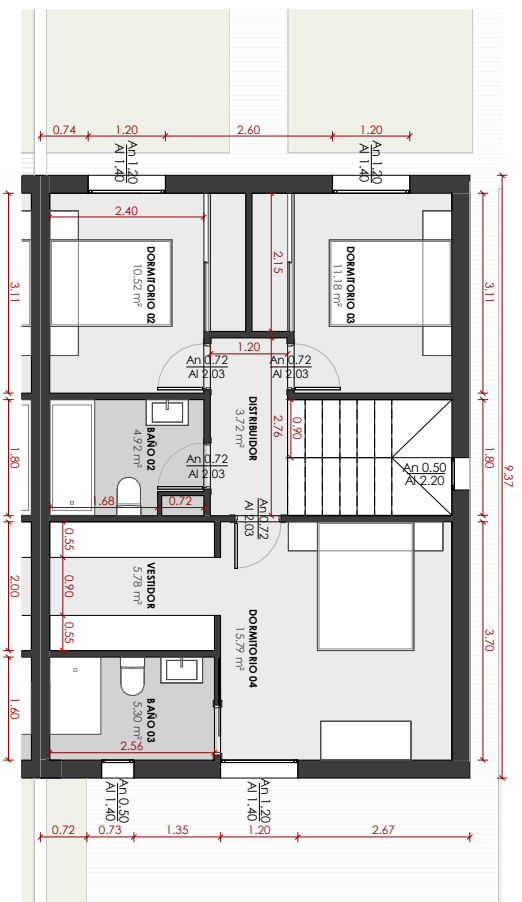 0.74
1.20
2.60
1.20
An 1.20
Al 1.40
An 1.20
Al 1.40
2.40
2.15
DORMITORIO 02
10.52 m²
DORMITORIO 03
11.18 m²
3.11
3.11
9.37
1.20
An 0.72
Al 2.03
An 0.72
Al 2.03
DISTRIBUIDOR
3.72 m²
2.76
0.90
BAÑO 02
4.92 m²
An 0.72
Al 2.03
An 0.50
Al 2.20
1.80
1.80
1.68
0.72
An 0.72
Al 2.03
0.55
0.90
0.55
VESTIDOR
5.78 m²
DORMITORIO 04
15.79 m²
2.00
3.70
BAÑO 03
5.30 m²
1.60
2.56
An 0.50
Al 1.40
An 1.20
Al 1.40
0.72
0.73
1.35
1.20
2.67